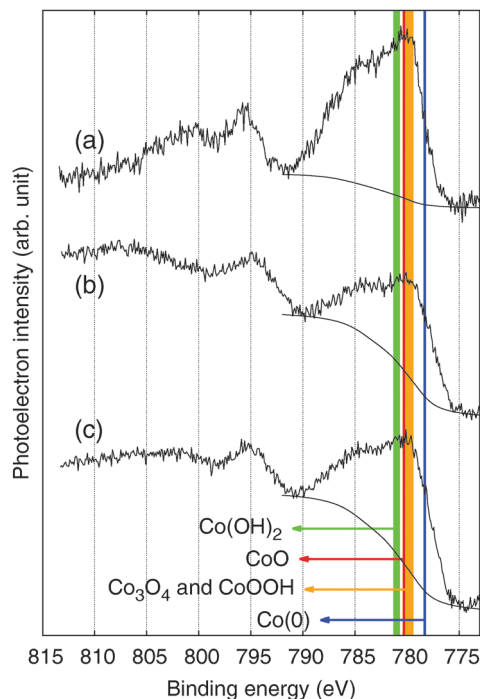 Photoelectron intensity (arb. unit)
(a)
(b)
(c)
Co(OH)₂
CoO
Co₃O₄ and CoOOH
Co(0)
815 810 805 800 795 790 785 780 775
Binding energy (eV)